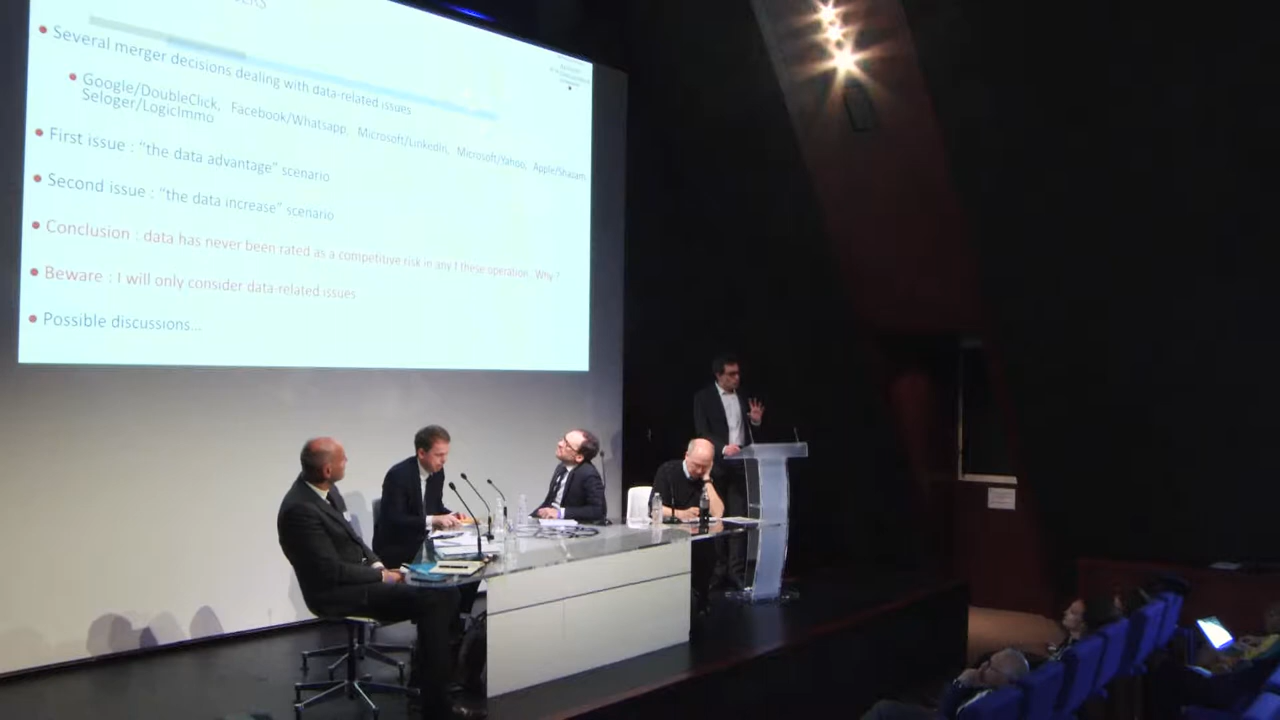 Several merger decisions dealing with data-related issues
Google/DoubleClick, Facebook/Whatsapp, Microsoft/LinkedIn, Microsoft/Yahoo, Apple/Shazam,
Seloger/LogicImmo
First issue : "the data advantage" scenario
Second issue : "the data increase" scenario
Conclusion : data has never been rated as a competitive risk in any f these operation. Why ?
Beware : I will only consider data-related issues
Possible discussions...